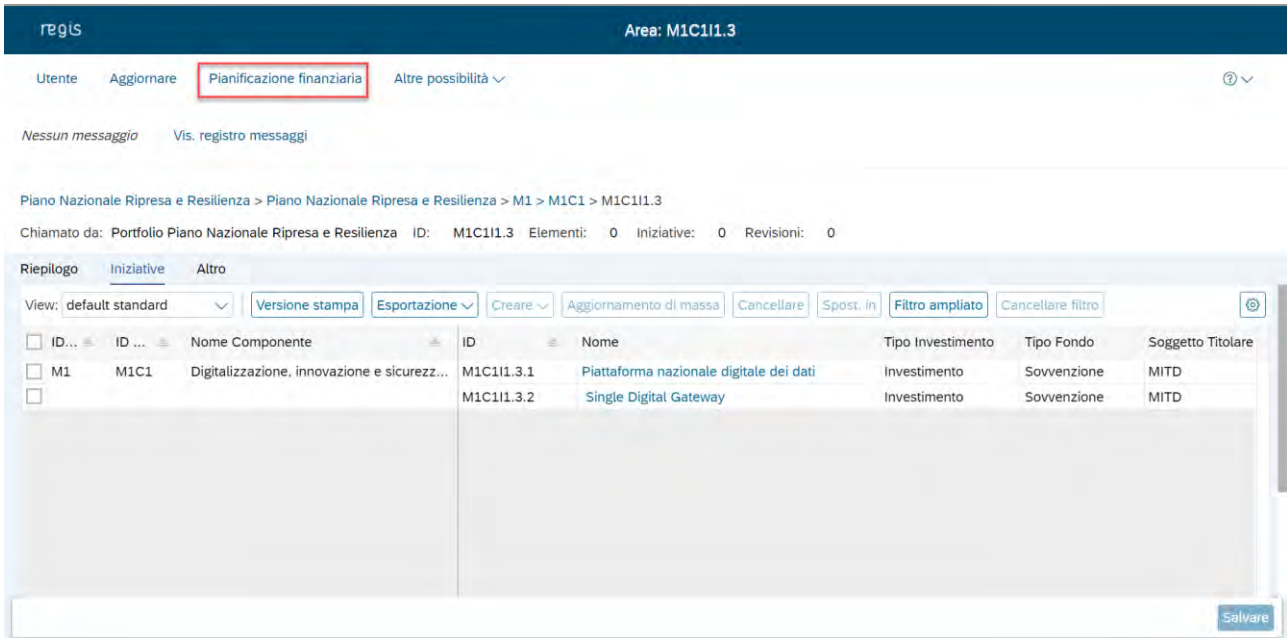 regis Area: M1C1I1.3
Utente Aggiornare Pianificazione finanziaria Altre possibilità
Nessun messaggio Vis. registro messaggi
Piano Nazionale Ripresa e Resilienza > Piano Nazionale Ripresa e Resilienza > M1 > M1C1 > M1C1I1.3
Chiamato da: Portfolio Piano Nazionale Ripresa e Resilienza ID: M1C1I1.3 Elementi: 0 Iniziative: 0 Revisioni: 0
Riepilogo Iniziative Altro
View: default standard Versione stampa Esportazione Creare Aggiornamento di massa Cancellare Spost. in Filtro ampliato Cancellare filtro
ID... ID ... Nome Componente ID Nome Tipo Investimento Tipo Fondo Soggetto Titolare
M1 M1C1 Digitalizzazione, innovazione e sicurezz... M1C1I1.3.1 Piattaforma nazionale digitale dei dati Investimento Sovvenzione MITD
M1C1I1.3.2 Single Digital Gateway Investimento Sovvenzione MITD
Salvare